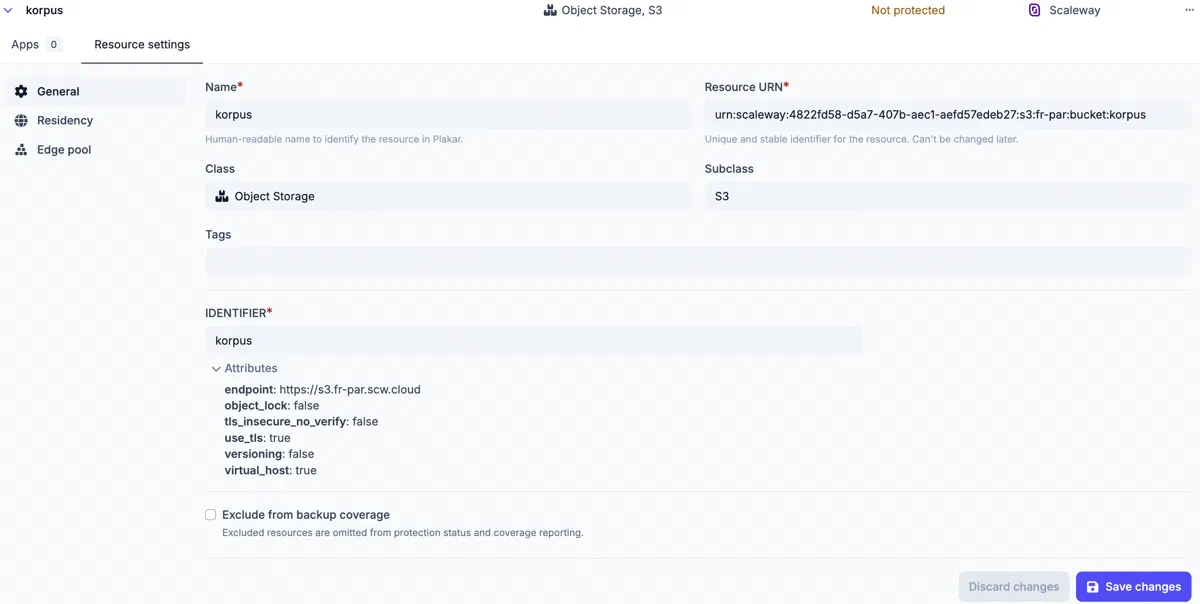 korpus
Object Storage, S3
Not protected
Scaleway
Apps 0
Resource settings
General
Residency
Edge pool
Name*
korpus
Human-readable name to identify the resource in Plakar.
Resource URN*
urn:scaleway:4822fd58-d5a7-407b-aec1-aefd57edeb27:s3:fr-par:bucket:korpus
Unique and stable identifier for the resource. Can't be changed later.
Class
Object Storage
Subclass
S3
Tags
IDENTIFIER*
korpus
Attributes
endpoint: https://s3.fr-par.scw.cloud
object_lock: false
tls_insecure_no_verify: false
use_tls: true
versioning: false
virtual_host: true
Exclude from backup coverage
Excluded resources are omitted from protection status and coverage reporting.
Discard changes
Save changes